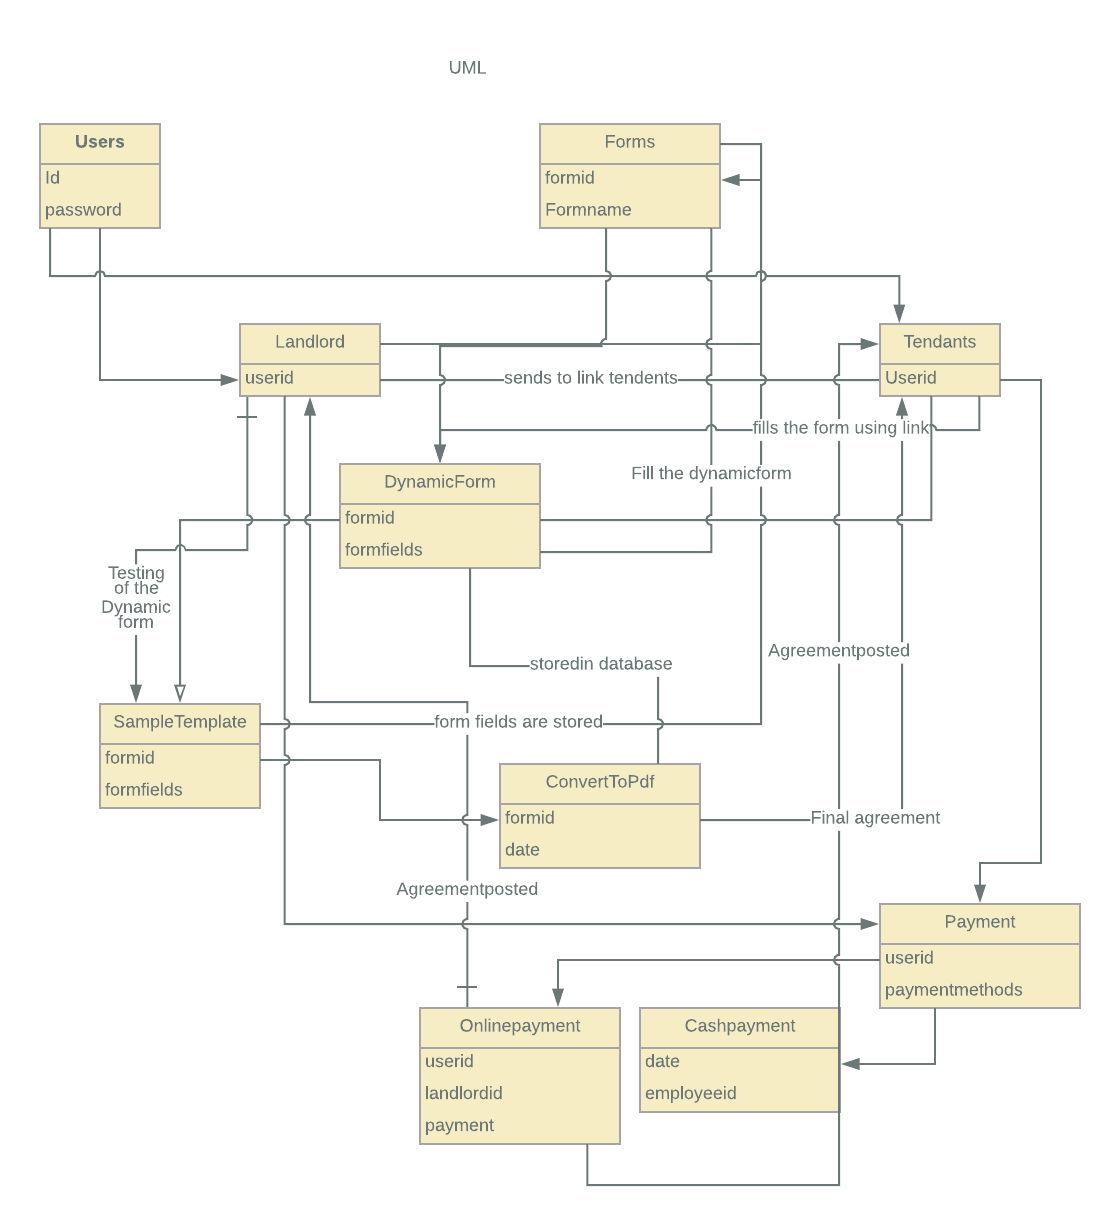 UML
Users
Id
password
Forms
formid
Formname
Landlord
userid
sends to link tendents
Tendants
Userid
fills the form using link
Fill the dynamicform
DynamicForm
formid
formfields
Testing
of the
Dynamic
form
storedin database
Agreementposted
SampleTemplate
formid
formfields
form fields are stored
ConvertToPdf
formid
date
Final agreement
Agreementposted
Payment
userid
paymentmethods
Onlinepayment
userid
landlordid
payment
Cashpayment
date
employeeid